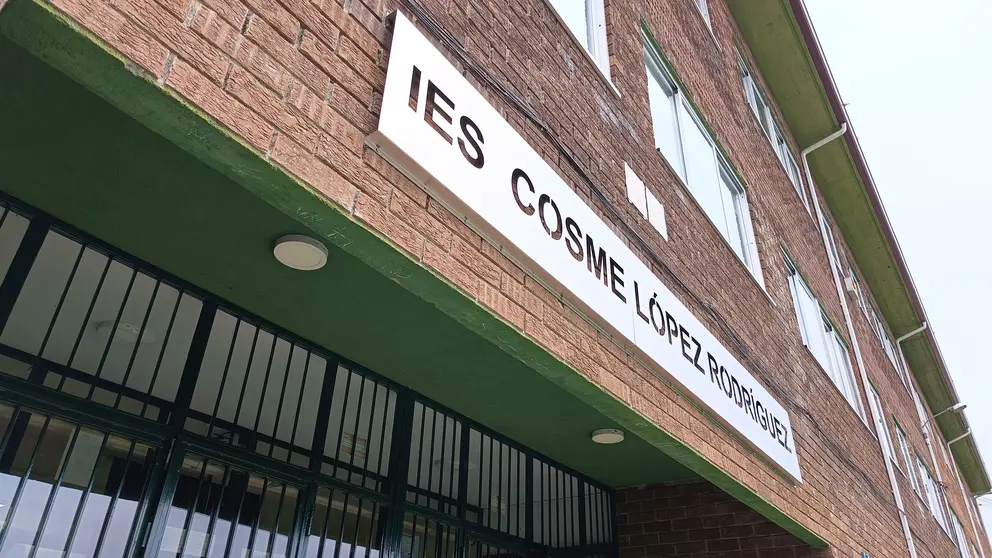 IES COSME LÓPEZ RODRÍGUEZ